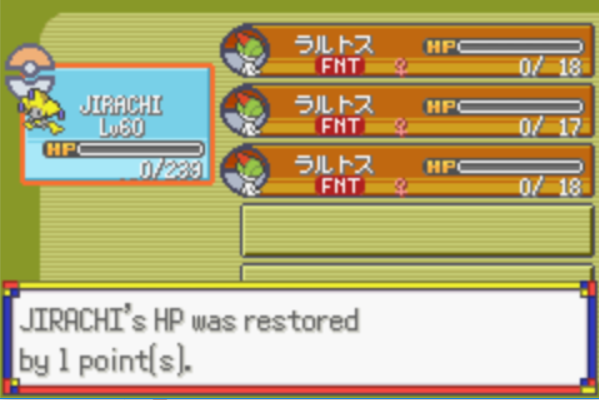 JIRACHI
Lv60
HP
0/239
ラルトス HP
FNT ♀ 0/ 18
ラルトス HP
FNT ♀ 0/ 17
ラルトス HP
FNT ♀ 0/ 18
JIRACHI's HP was restored
by 1 point(s).